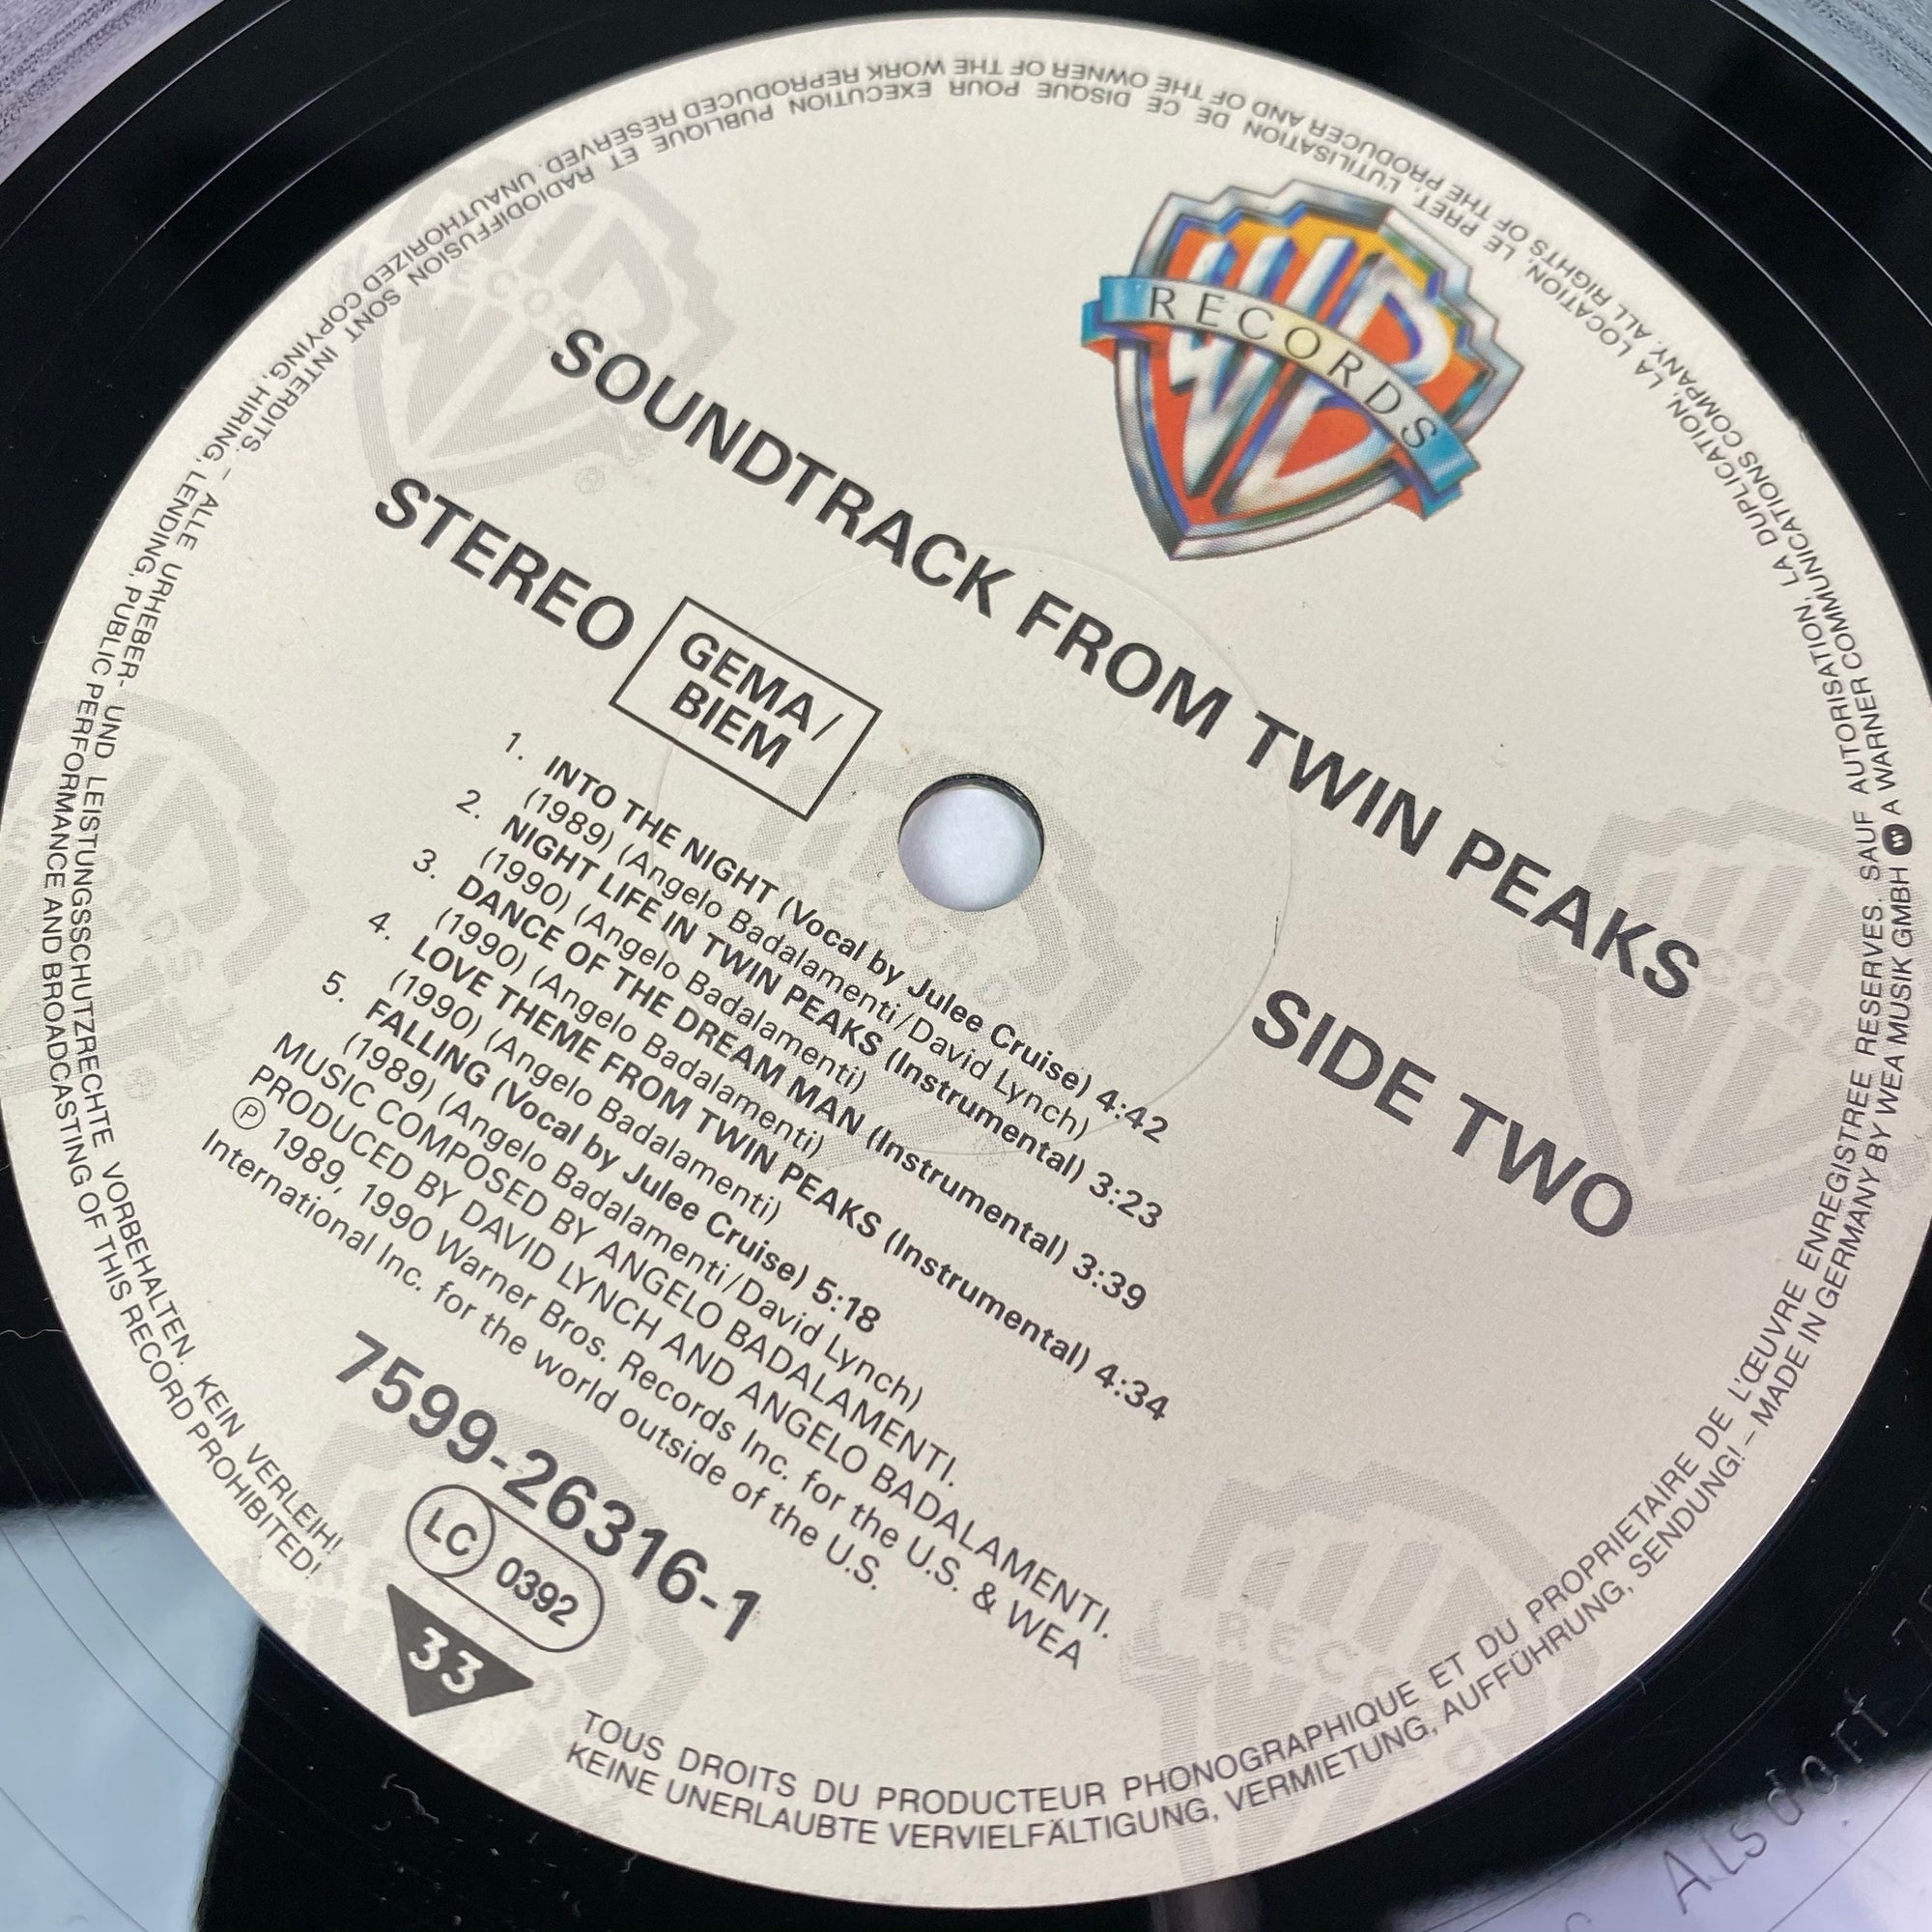 RECORDS
SOUNDTRACK FROM TWIN PEAKS
STEREO
GEMA/
BIEM
SIDE TWO
1. INTO THE NIGHT (Vocal by Julee Cruise) 4:42
(1989) (Angelo Badalamenti/David Lynch)
2. NIGHT LIFE IN TWIN PEAKS (Instrumental) 3:23
(1990) (Angelo Badalamenti)
3. DANCE OF THE DREAM MAN (Instrumental) 3:39
(1990) (Angelo Badalamenti)
4. LOVE THEME FROM TWIN PEAKS (Instrumental) 4:34
(1990) (Angelo Badalamenti)
5. FALLING (Vocal by Julee Cruise) 5:18
(1989) (Angelo Badalamenti/David Lynch)
MUSIC COMPOSED BY ANGELO BADALAMENTI.
PRODUCED BY DAVID LYNCH AND ANGELO BADALAMENTI.
℗ 1989, 1990 Warner Bros. Records Inc. for the U.S. & WEA
International Inc. for the world outside of the U.S.
7599-26316-1
LC 0392
33
TOUS DROITS DU PRODUCTEUR PHONOGRAPHIQUE ET DU PROPRIETAIRE DE L'ŒUVRE ENREGISTREE RESERVES. SAUF AUTORISATION, LA DUPLICATION, LA LOCATION, LE PRET, L'UTILISATION DE CE DISQUE POUR EXECUTION PUBLIQUE ET RADIODIFFUSION SONT INTERDITS. – ALLE URHEBER- UND LEISTUNGSSCHUTZRECHTE VORBEHALTEN. KEIN VERLEIH!
KEINE UNERLAUBTE VERVIELFÄLTIGUNG, VERMIETUNG, AUFFÜHRUNG, SENDUNG! – MADE IN GERMANY BY WEA MUSIK GMBH A WARNER COMMUNICATIONS COMPANY. ALL RIGHTS OF THE PRODUCER AND OF THE OWNER OF THE WORK REPRODUCED RESERVED. UNAUTHORIZED COPYING, HIRING, LENDING, PUBLIC PERFORMANCE AND BROADCASTING OF THIS RECORD PROHIBITED!
Alsdorf